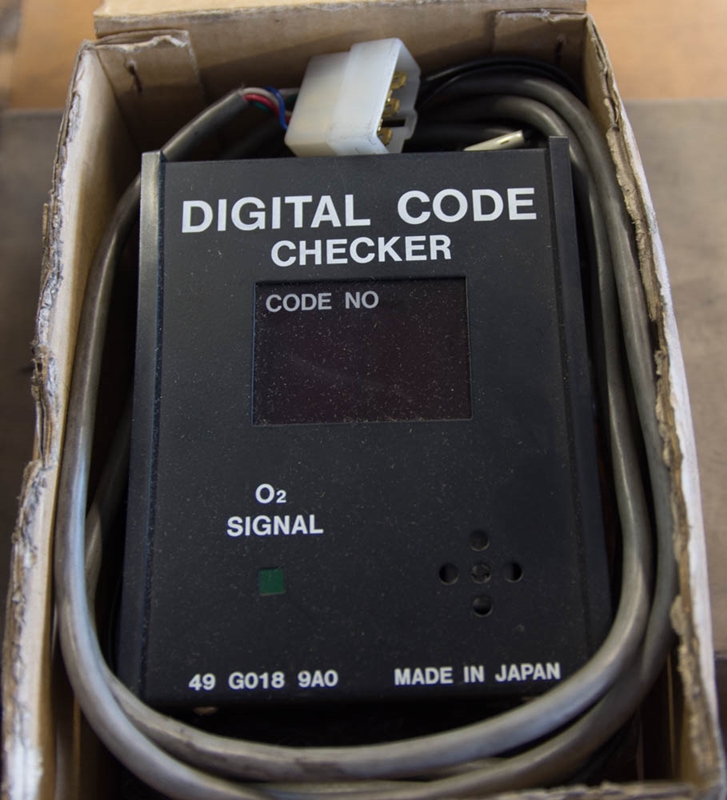 DIGITAL CODE
CHECKER
CODE NO
O₂
SIGNAL
49 G018 9A0 MADE IN JAPAN